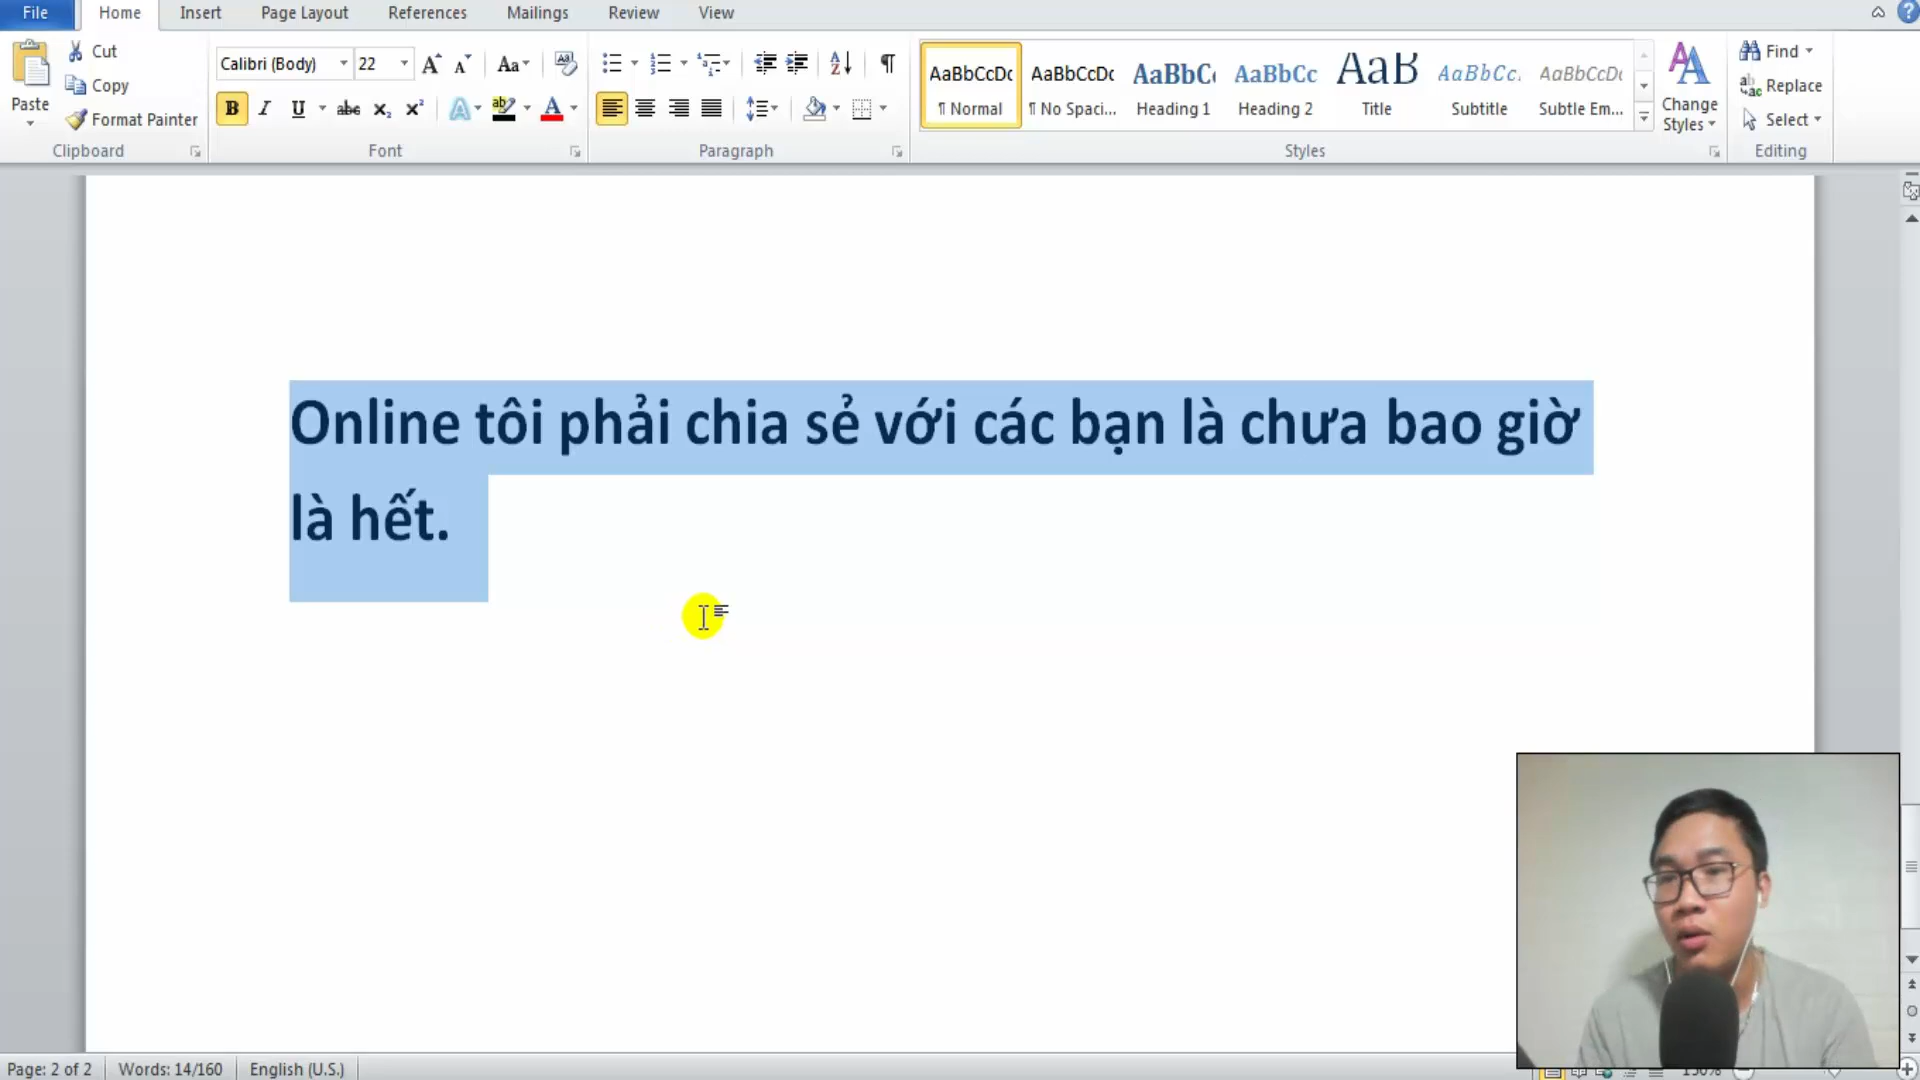 File Home Insert Page Layout References Mailings Review View
Paste
Cut
Copy
Format Painter
Clipboard
Calibri (Body) 22
Font
Paragraph
AaBbCcDc AaBbCcDc AaBbC AaBbCc AaB AaBbCc. AaBbCcDc
¶ Normal ¶ No Spaci... Heading 1 Heading 2 Title Subtitle Subtle Em...
Styles
Change
Styles
Find
Replace
Select
Editing
Online tôi phải chia sẻ với các bạn là chưa bao giờ
là hết.
Page: 2 of 2 Words: 14/160 English (U.S.) 150%